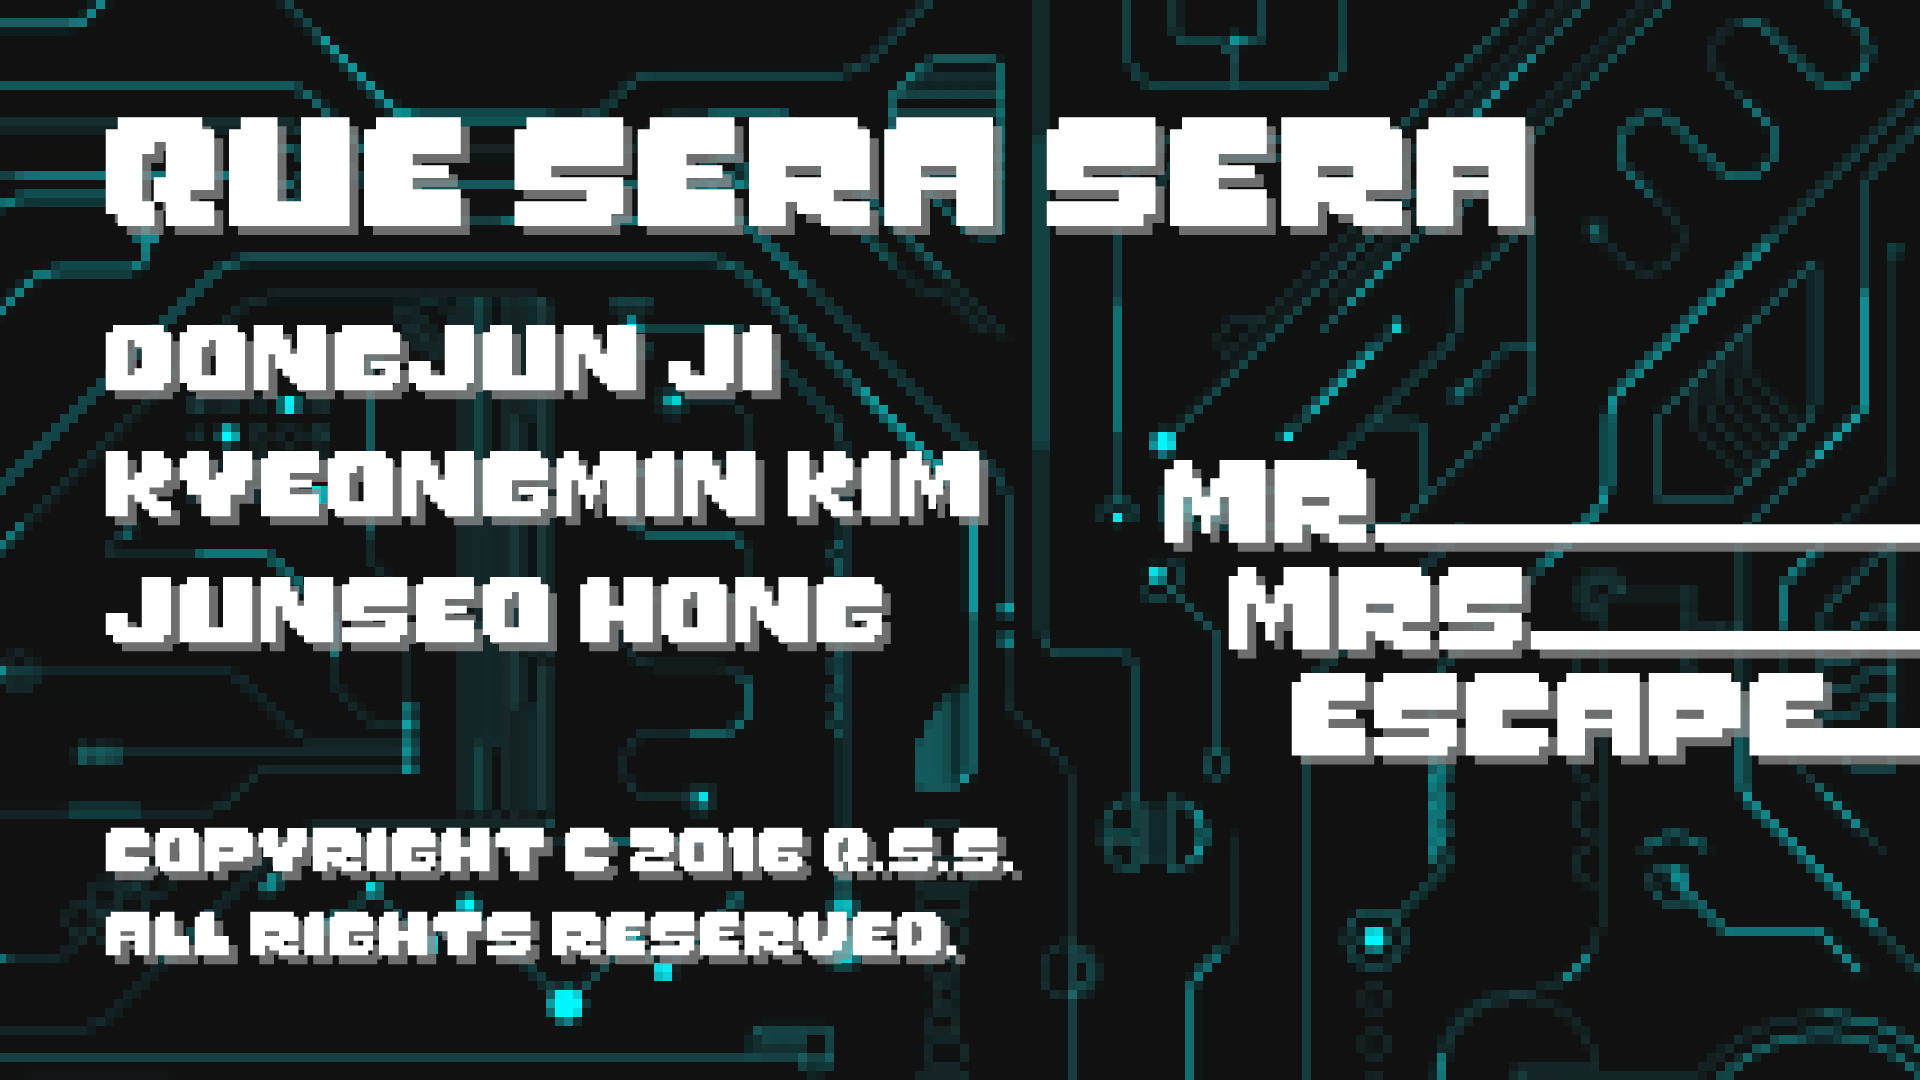 QUE SERA SERA
DONGJUN JI
KYEONGMIN KIM
JUNSEO HONG
MR
MRS
ESCAPE
COPYRIGHT C 2016 Q.S.S.
ALL RIGHTS RESERVED.